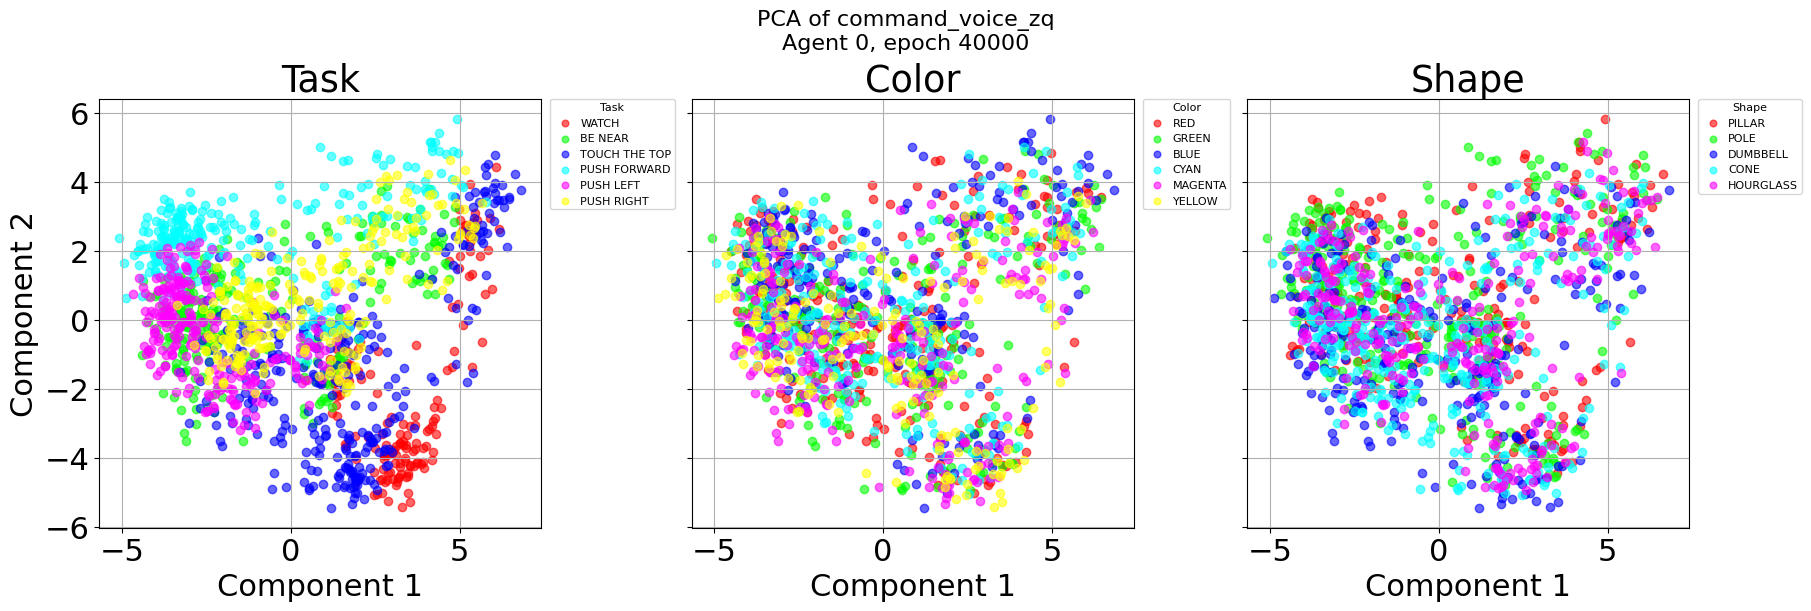 PCA of command_voice_zq
Agent 0, epoch 40000
Task
Color
Shape
Component 2
6
4
2
0
−2
−4
−6
−5
0
5
Component 1
Task
WATCH
BE NEAR
TOUCH THE TOP
PUSH FORWARD
PUSH LEFT
PUSH RIGHT
−5
0
5
Component 1
Color
RED
GREEN
BLUE
CYAN
MAGENTA
YELLOW
−5
0
5
Component 1
Shape
PILLAR
POLE
DUMBBELL
CONE
HOURGLASS